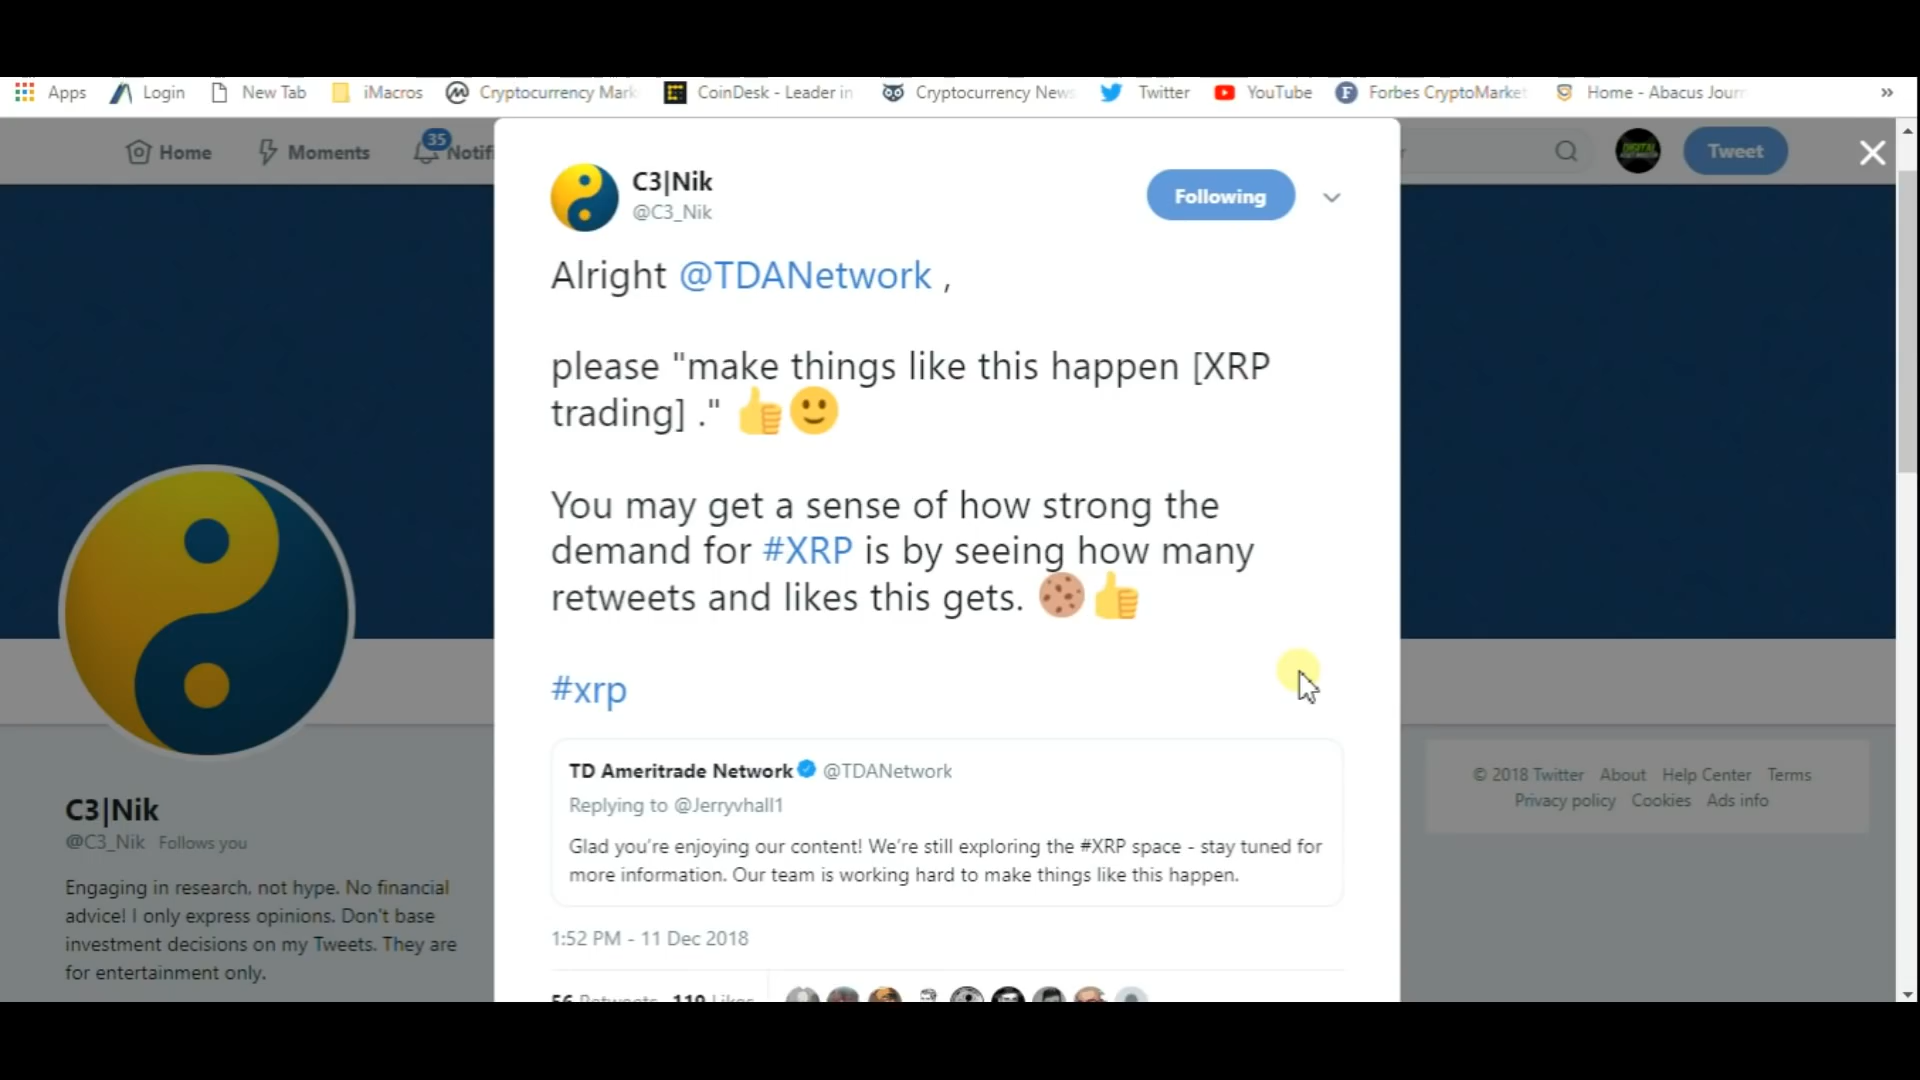 Apps Login New Tab iMacros Cryptocurrency Mark CoinDesk - Leader in Cryptocurrency News Twitter YouTube Forbes CryptoMarket Home - Abacus Journ »
Home Moments 35 Notifi Tweet
C3|Nik
@C3_Nik
Following
Alright @TDANetwork ,
please "make things like this happen [XRP
trading] ."
You may get a sense of how strong the
demand for #XRP is by seeing how many
retweets and likes this gets.
#xrp
TD Ameritrade Network @TDANetwork
Replying to @Jerryvhall1
Glad you're enjoying our content! We're still exploring the #XRP space - stay tuned for
more information. Our team is working hard to make things like this happen.
1:52 PM - 11 Dec 2018
56 Retweets 119 Likes
C3|Nik
@C3_Nik Follows you
Engaging in research, not hype. No financial
advice! I only express opinions. Don't base
investment decisions on my Tweets. They are
for entertainment only.
© 2018 Twitter About Help Center Terms
Privacy policy Cookies Ads info